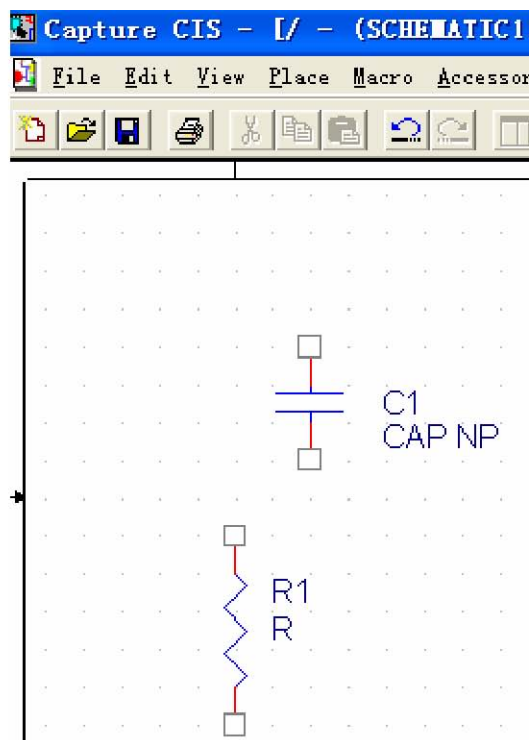 Capture CIS - [/ - (SCHEMATIC1
File Edit View Place Macro Accessor
C1
CAP NP
R1
R